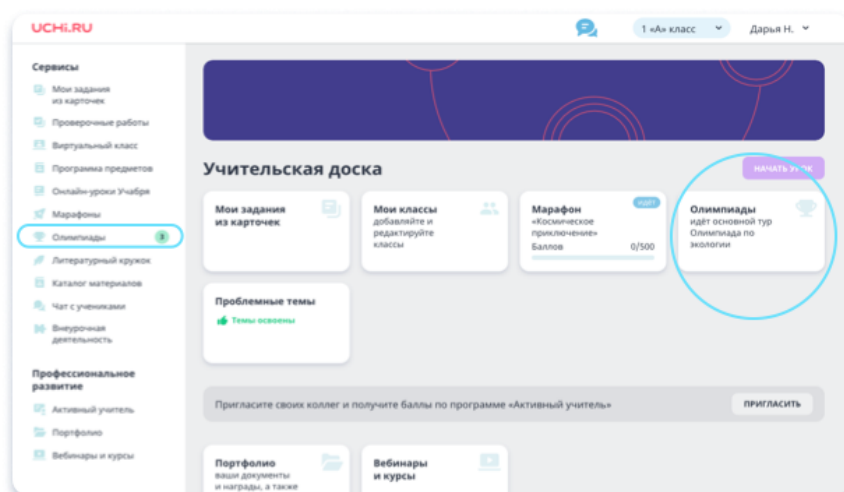 UCHi.RU
1 «А» класс
Дарья Н.
Сервисы
Мои задания
из карточек
Проверочные работы
Виртуальный класс
Программа предметов
Онлайн-уроки Учабря
Марафоны
Олимпиады 3
Литературный кружок
Каталог материалов
Чат с учениками
Внеурочная
деятельность
Профессиональное
развитие
Активный учитель
Портфолио
Вебинары и курсы
Учительская доска
НАЧАТЬ УРОК
Мои задания
из карточек
Мои классы
добавляйте и
редактируйте
классы
ИДЁТ
Марафон
«Космическое
приключение»
Баллов 0/500
Олимпиады
идёт основной тур
Олимпиада по
экологии
Проблемные темы
Темы освоены
Пригласите своих коллег и получите баллы по программе «Активный учитель»
ПРИГЛАСИТЬ
Портфолио
ваши документы
и награды, а также
Вебинары
и курсы